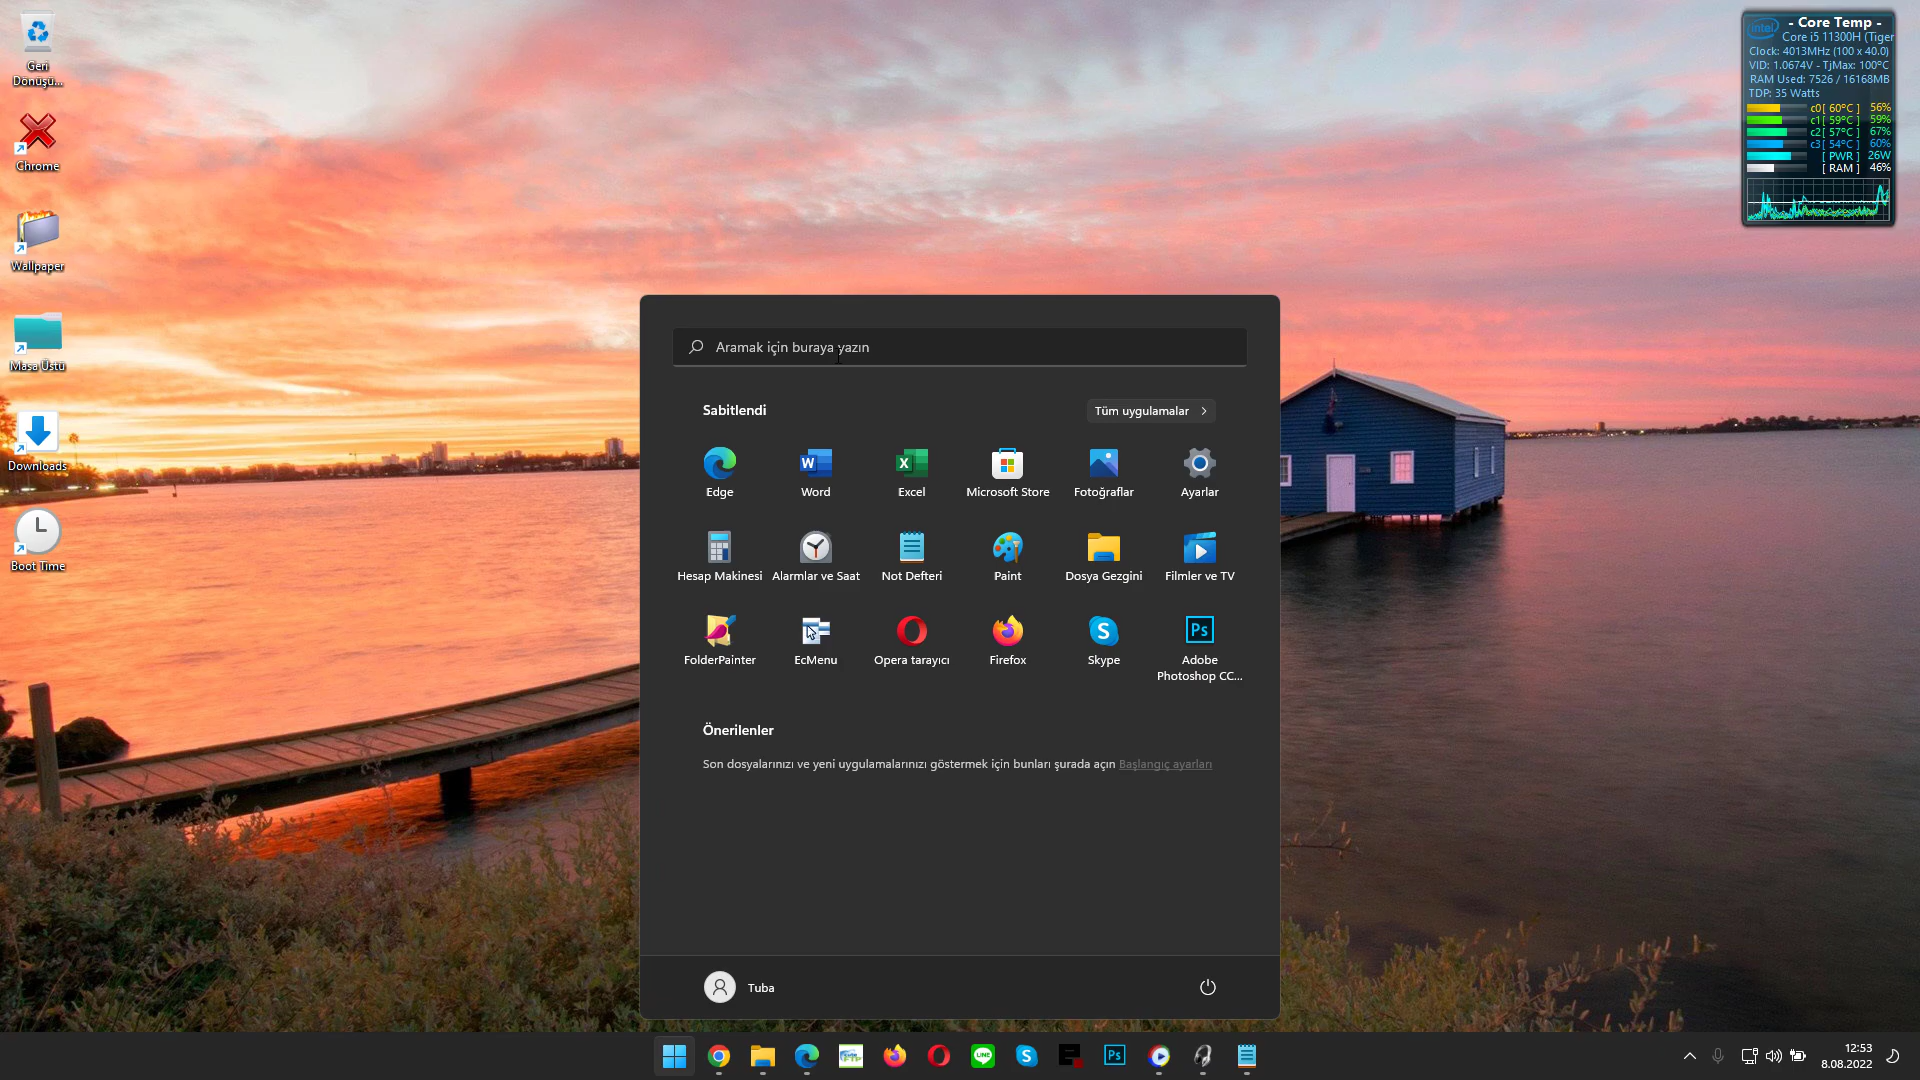 Geri
Dönüşü...
Chrome
Wallpaper
Masa Üstü
Downloads
Boot Time
intel
- Core Temp -
Core i5 11300H (Tiger
Clock: 4013MHz (100 x 40.0)
VID: 1.0674V - TjMax: 100°C
RAM Used: 7526 / 16168MB
TDP: 35 Watts
c0[ 60°C ] 56%
c1[ 59°C ] 59%
c2[ 57°C ] 67%
c3[ 54°C ] 60%
[ PWR ] 26W
[ RAM ] 46%
Aramak için buraya yazın
Sabitlendi
Tüm uygulamalar
Edge
Word
Excel
Microsoft Store
Fotoğraflar
Ayarlar
Hesap Makinesi
Alarmlar ve Saat
Not Defteri
Paint
Dosya Gezgini
Filmler ve TV
FolderPainter
EcMenu
Opera tarayıcı
Firefox
Skype
Ps
Adobe
Photoshop CC...
Önerilenler
Son dosyalarınızı ve yeni uygulamalarınızı göstermek için bunları şurada açın Başlangıç ayarları
Tuba
LINE
Ps
12:53
8.08.2022